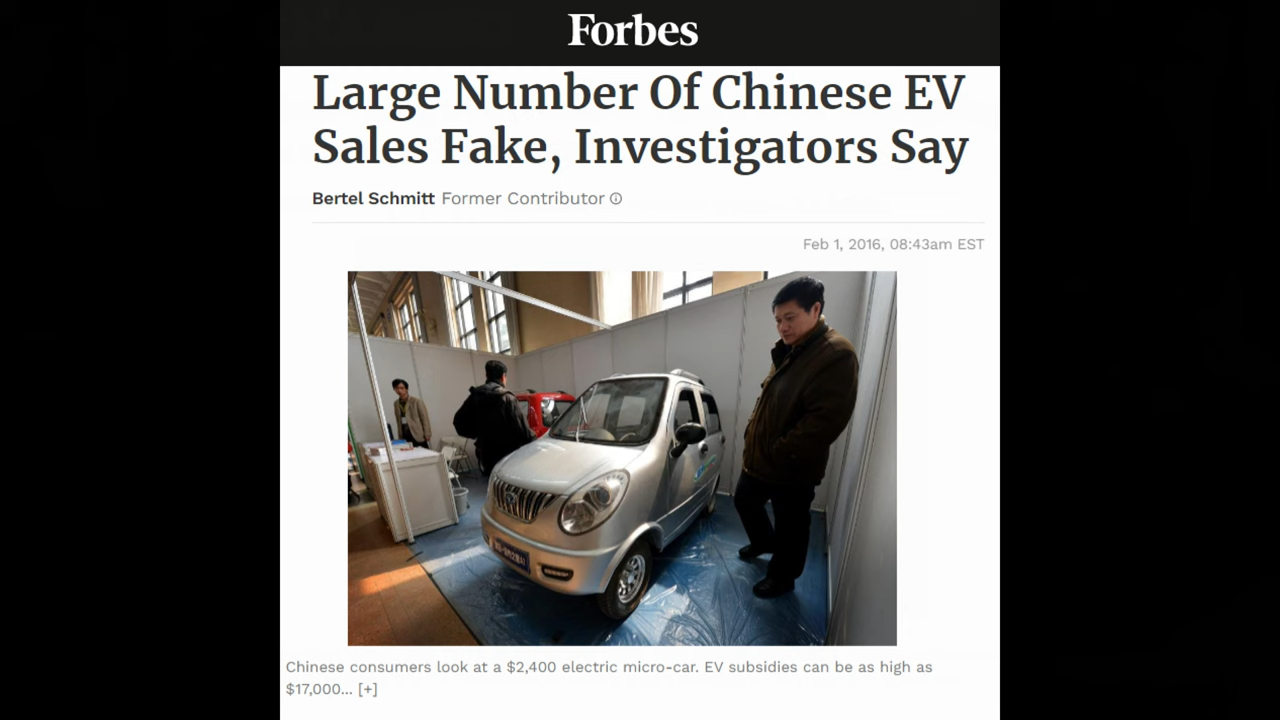 Forbes
Large Number Of Chinese EV
Sales Fake, Investigators Say
Bertel Schmitt Former Contributor
Feb 1, 2016, 08:43am EST
Chinese consumers look at a $2,400 electric micro-car. EV subsidies can be as high as
$17,000... [+]